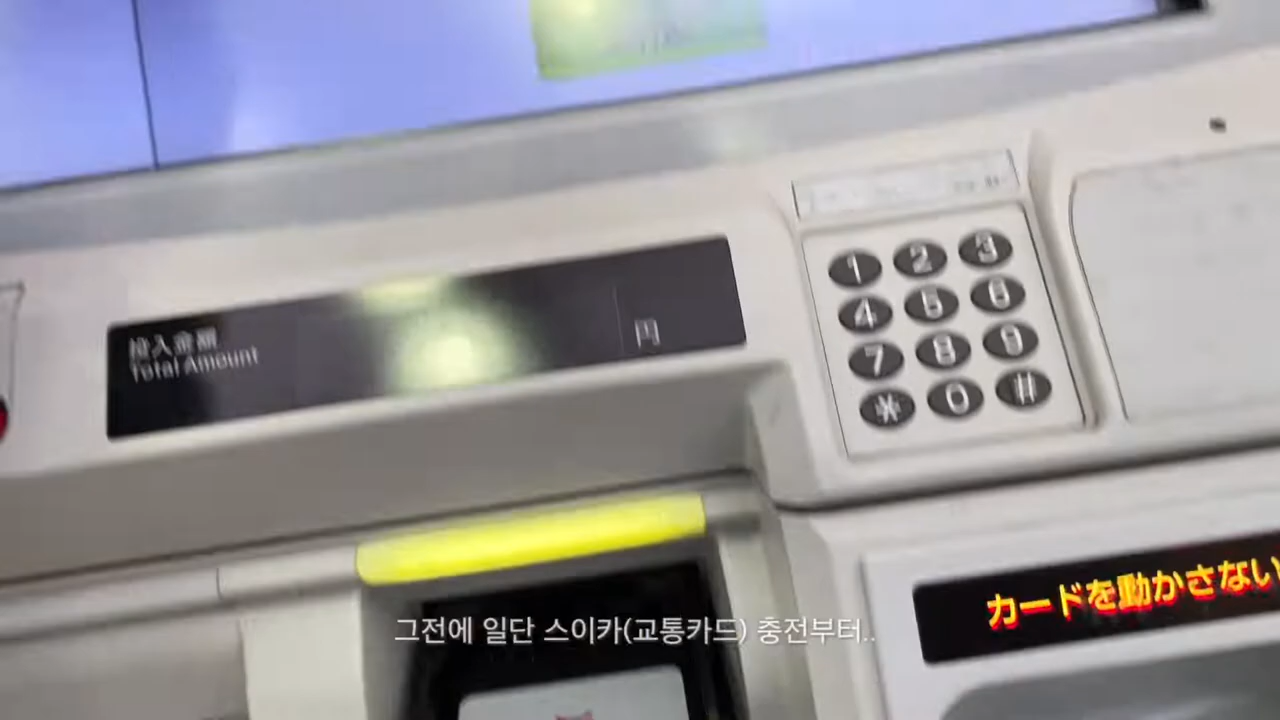 投入金額
Total Amount
円
1 2 3
4 5 6
7 8 9
* 0 #
カードを動かさない
그전에 일단 스이카(교통카드) 충전부터..